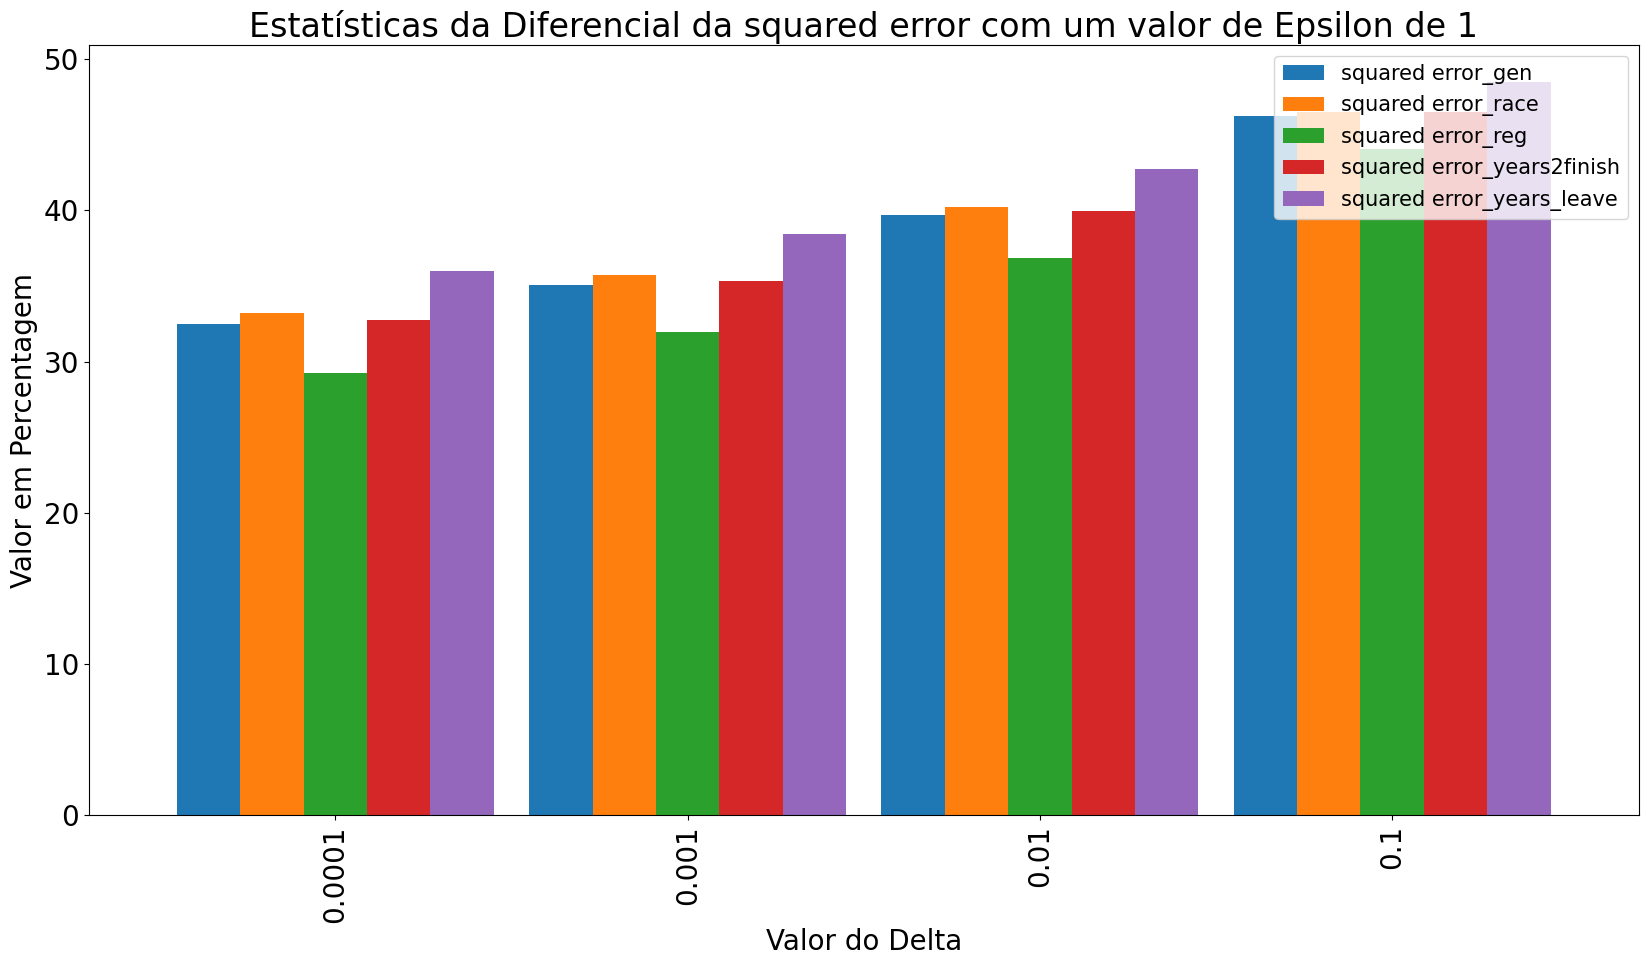 Estatísticas da Diferencial da squared error com um valor de Epsilon de 1
squared error_gen
squared error_race
squared error_reg
squared error_years2finish
squared error_years_leave
Valor em Percentagem
50
40
30
20
10
0
0.0001
0.001
0.01
0.1
Valor do Delta